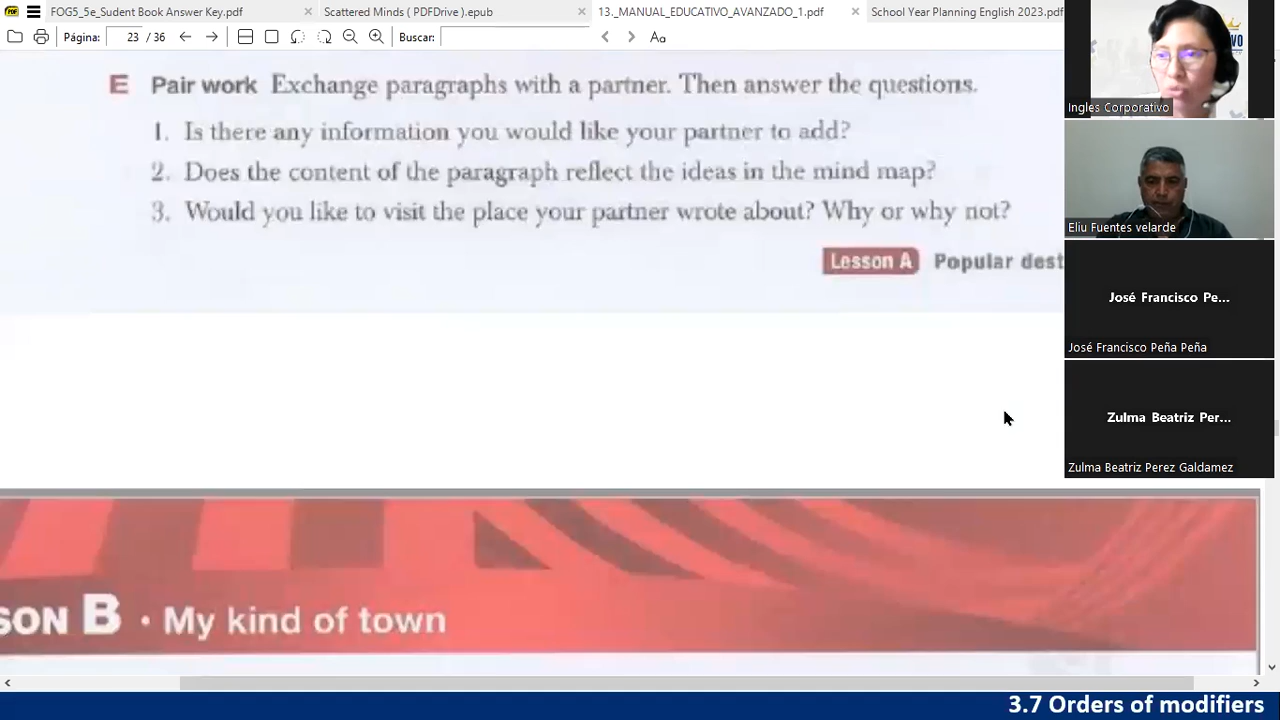 FOG5_5e_Sudent Book Answer Key.pdf
Scattered Minds ( PDFDrive ).epub
13._MANUAL_EDUCATIVO_AVANZADO_1.pdf
School Year Planning English 2023.pdf
Página: 23 / 36 Buscar: Aa
E Pair work Exchange paragraphs with a partner. Then answer the questions.
1. Is there any information you would like your partner to add?
2. Does the content of the paragraph reflect the ideas in the mind map?
3. Would you like to visit the place your partner wrote about? Why or why not?
Lesson A Popular dest
SON B · My kind of town
VO
Ingles Corporativo
Eliu Fuentes velarde
José Francisco Pe...
José Francisco Peña Peña
Zulma Beatriz Per...
Zulma Beatriz Perez Galdamez
3.7 Orders of modifiers